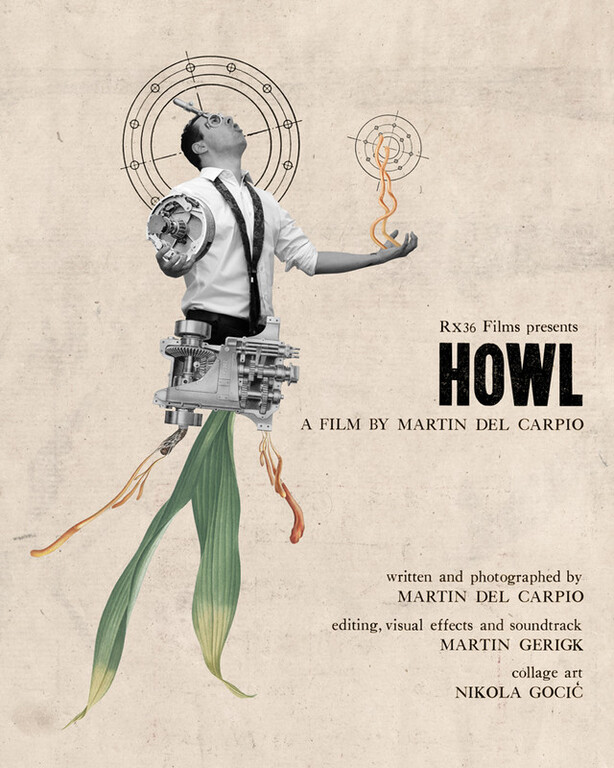 Rx36 Films presents
HOWL
A FILM BY MARTIN DEL CARPIO
written and photographed by
MARTIN DEL CARPIO
editing, visual effects and soundtrack
MARTIN GERIGK
collage art
NIKOLA GOCIĆ